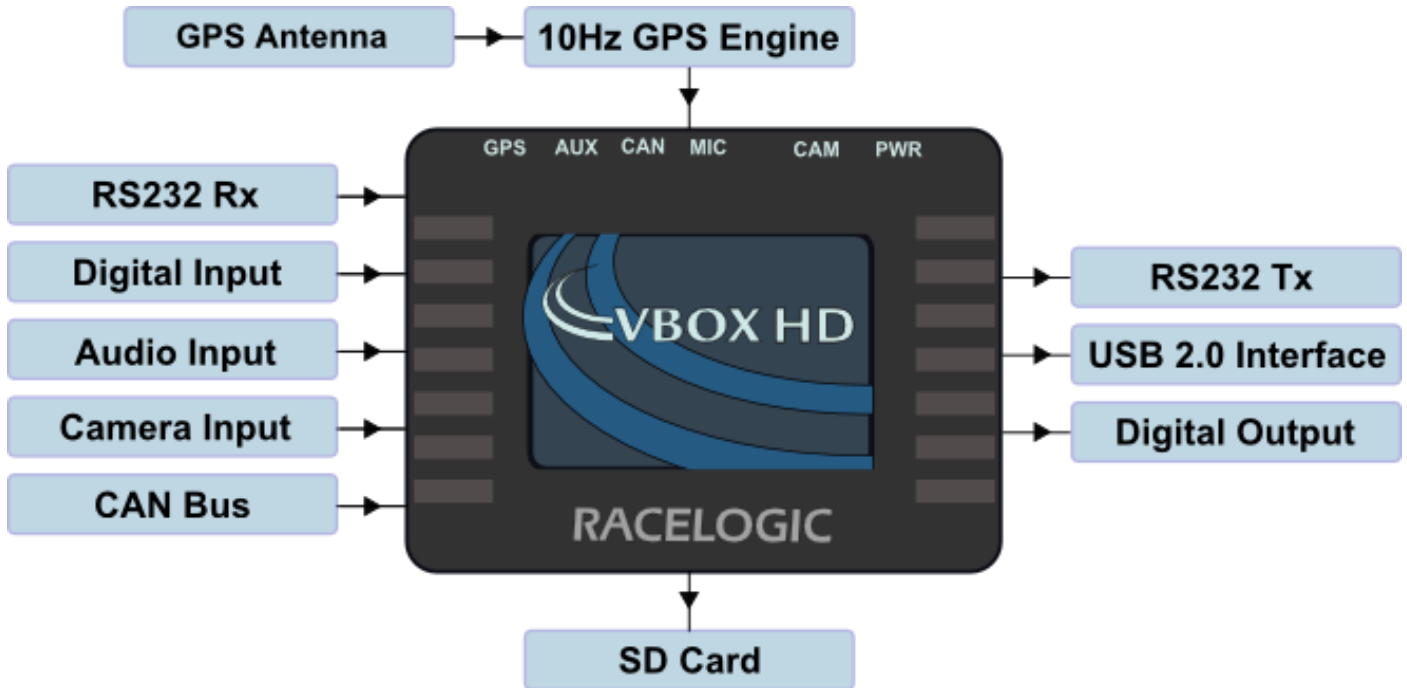 GPS Antenna
10Hz GPS Engine
GPS AUX CAN MIC CAM PWR
RS232 Rx
Digital Input
Audio Input
Camera Input
CAN Bus
VBOX HD
RACELOGIC
RS232 Tx
USB 2.0 Interface
Digital Output
SD Card